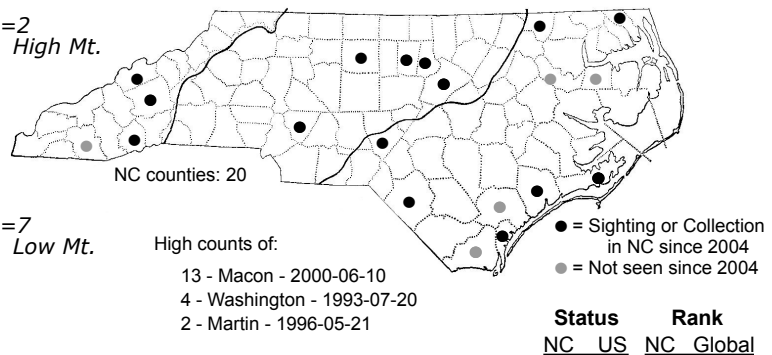 =2
High Mt.
NC counties: 20
=7
Low Mt.
High counts of:
13 - Macon - 2000-06-10
4 - Washington - 1993-07-20
2 - Martin - 1996-05-21
= Sighting or Collection
in NC since 2004
= Not seen since 2004
Status Rank
NC US NC Global